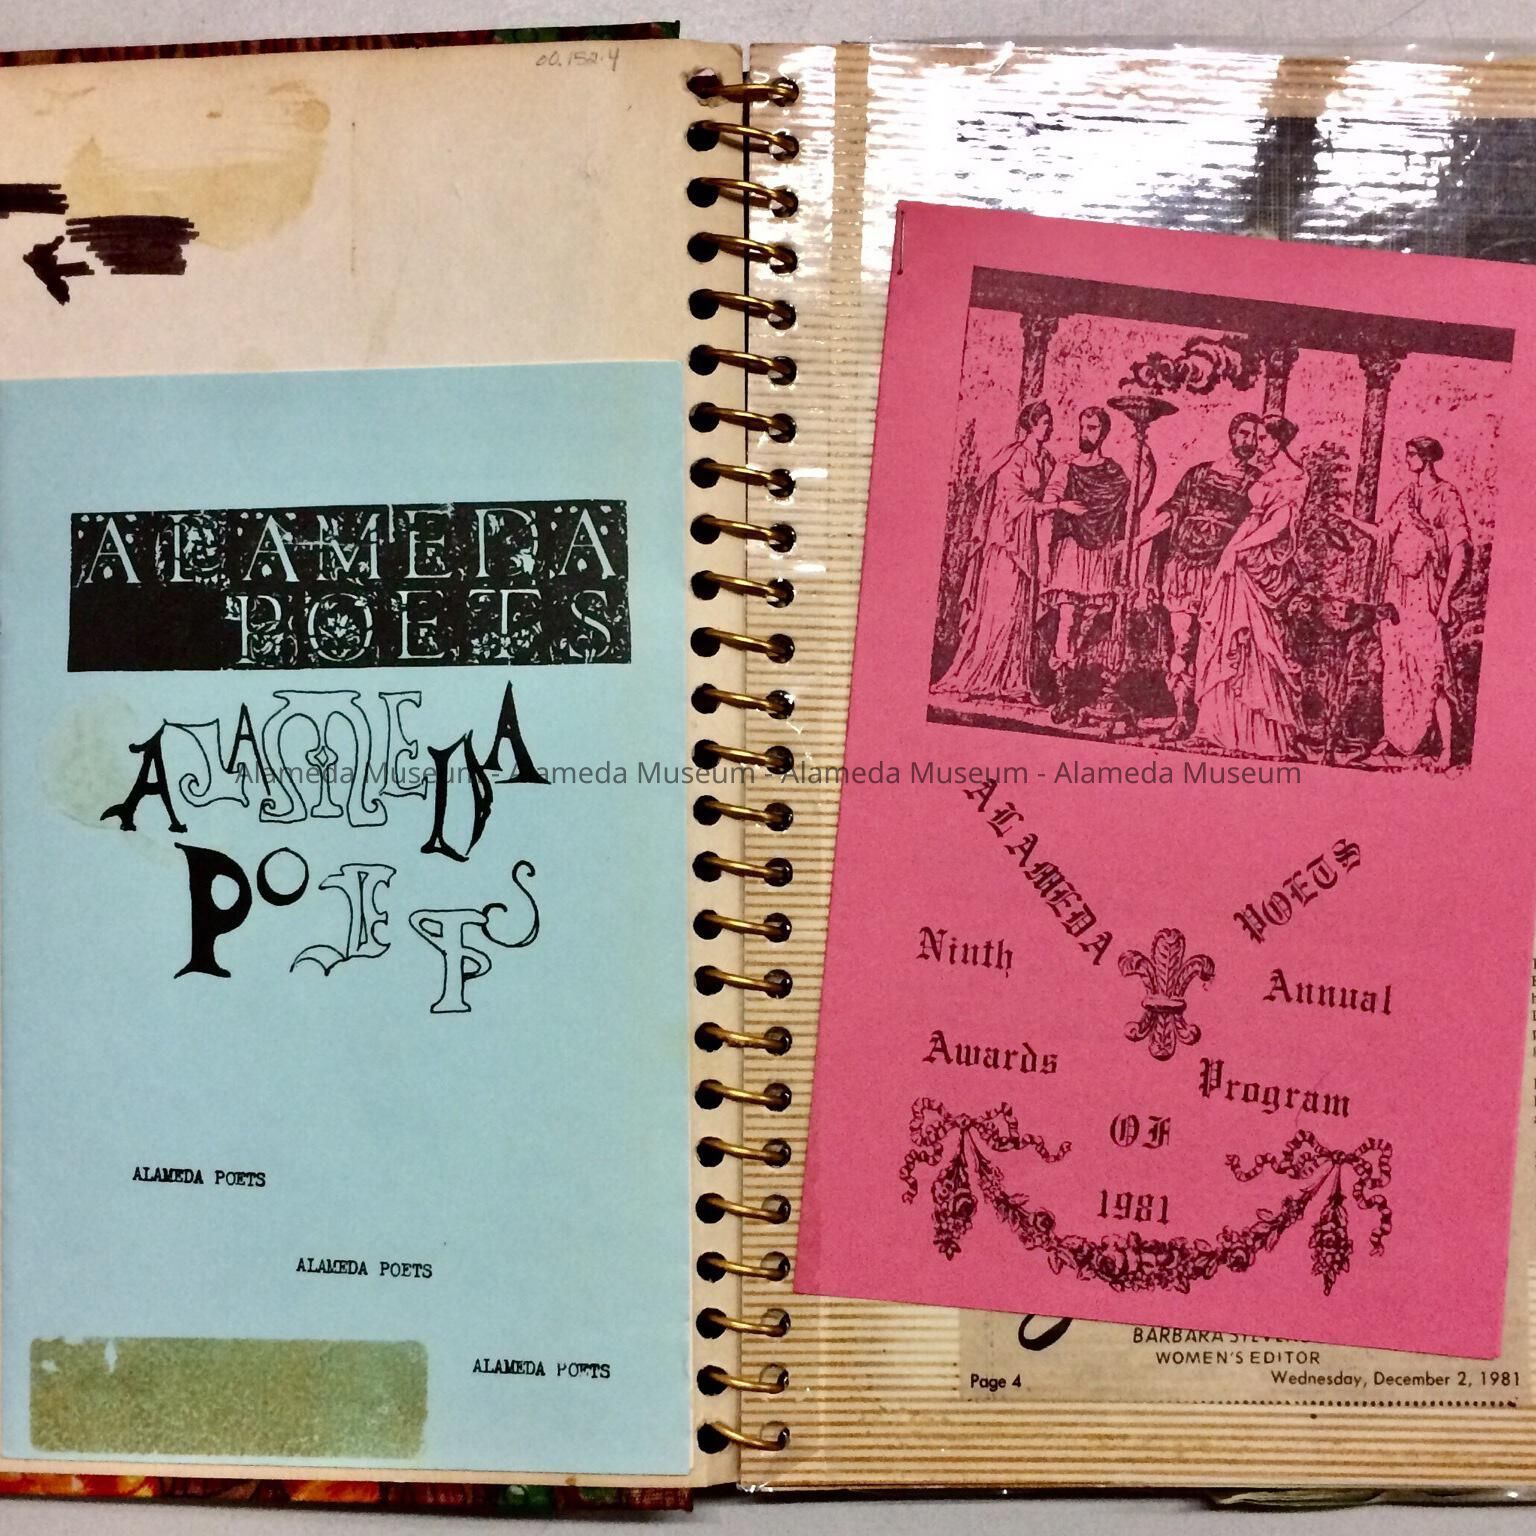 00.152.4
ALAMEDA
POETS
ALAMEDA
POETS
ALAMEDA POETS
ALAMEDA POETS
ALAMEDA POETS
ALAMEDA POETS
Ninth Annual
Awards Program
OF
1981
BARBARA
WOMEN'S EDITOR
Page 4 Wednesday, December 2, 1981
Alameda Museum - Alameda Museum - Alameda Museum - Alameda Museum